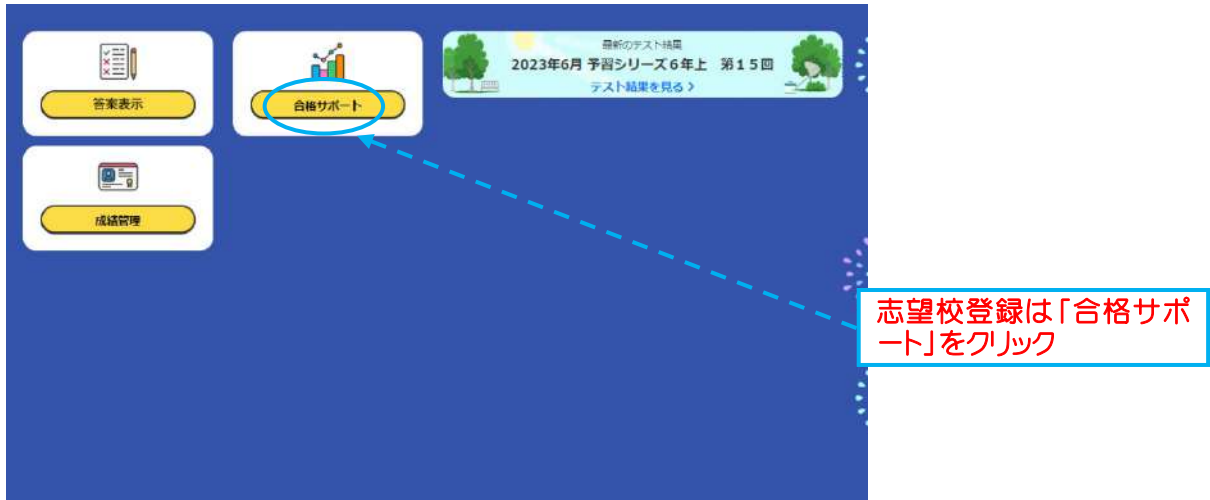 答案表示
合格サポート
最新のテスト結果
2023年6月 予習シリーズ6年上 第15回
テスト結果を見る >
成績管理
志望校登録は「合格サポ
ート」をクリック